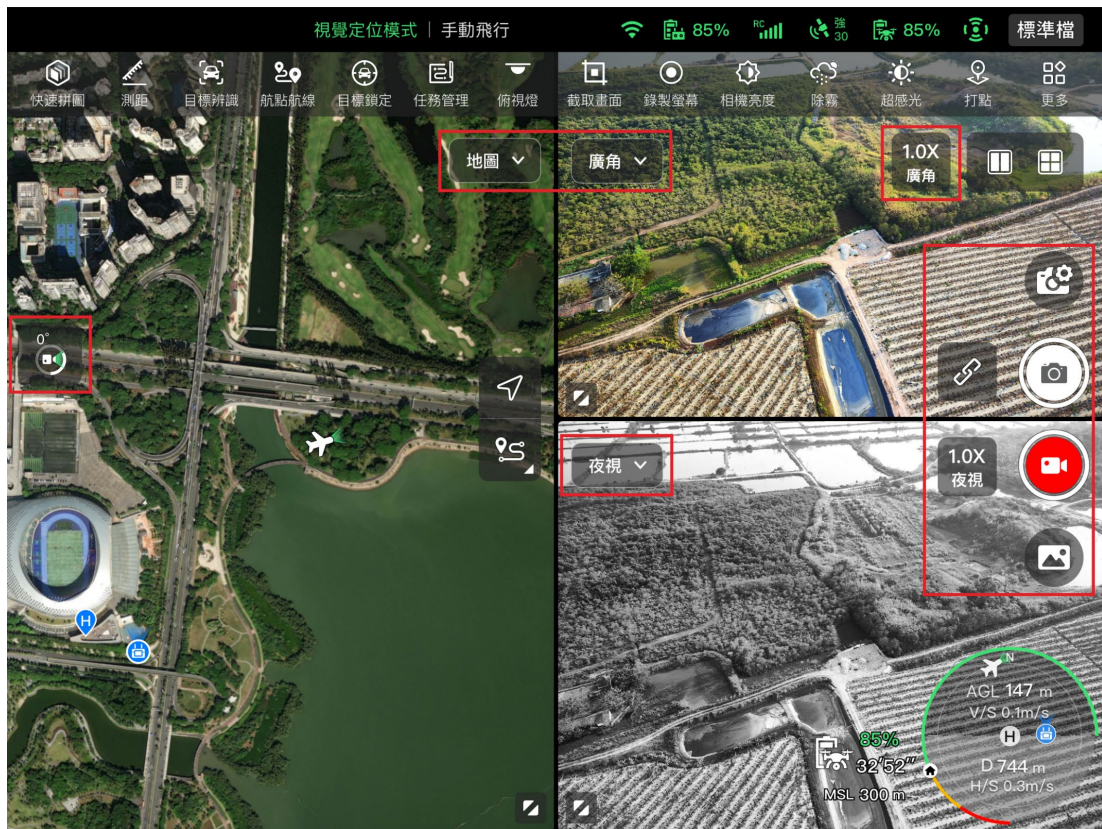 視覺定位模式 | 手動飛行
85%
RC
強
30
85%
標準檔
快速拼圖
測距
目標辨識
航點航線
目標鎖定
任務管理
俯視燈
截取畫面
錄製螢幕
相機亮度
除霧
超感光
打點
更多
地圖
廣角
1.0X
廣角
0°
夜視
1.0X
夜視
H
N
AGL 147 m
V/S 0.1m/s
H
D 744 m
H/S 0.3m/s
85%
32'52"
MSL 300 m